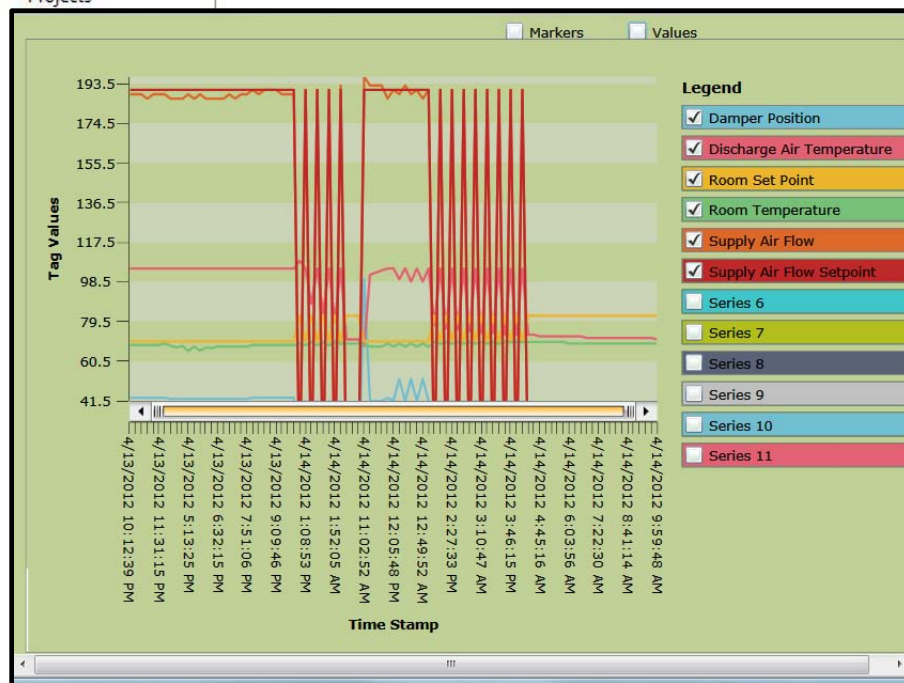 Projects
Markers Values
193.5
174.5
155.5
136.5
117.5
98.5
79.5
60.5
41.5
Tag Values
4/13/2012 10:12:39 PM
4/13/2012 11:31:15 PM
4/13/2012 5:13:25 PM
4/13/2012 6:32:15 PM
4/13/2012 7:51:06 PM
4/13/2012 9:09:46 PM
4/14/2012 1:08:53 PM
4/14/2012 1:52:05 AM
4/14/2012 11:02:52 AM
4/14/2012 12:05:48 PM
4/14/2012 12:49:52 AM
4/14/2012 2:27:33 PM
4/14/2012 3:10:47 AM
4/14/2012 3:46:15 PM
4/14/2012 4:45:16 AM
4/14/2012 6:03:56 AM
4/14/2012 7:22:30 AM
4/14/2012 8:41:14 AM
4/14/2012 9:59:48 AM
Time Stamp
Legend
Damper Position
Discharge Air Temperature
Room Set Point
Room Temperature
Supply Air Flow
Supply Air Flow Setpoint
Series 6
Series 7
Series 8
Series 9
Series 10
Series 11